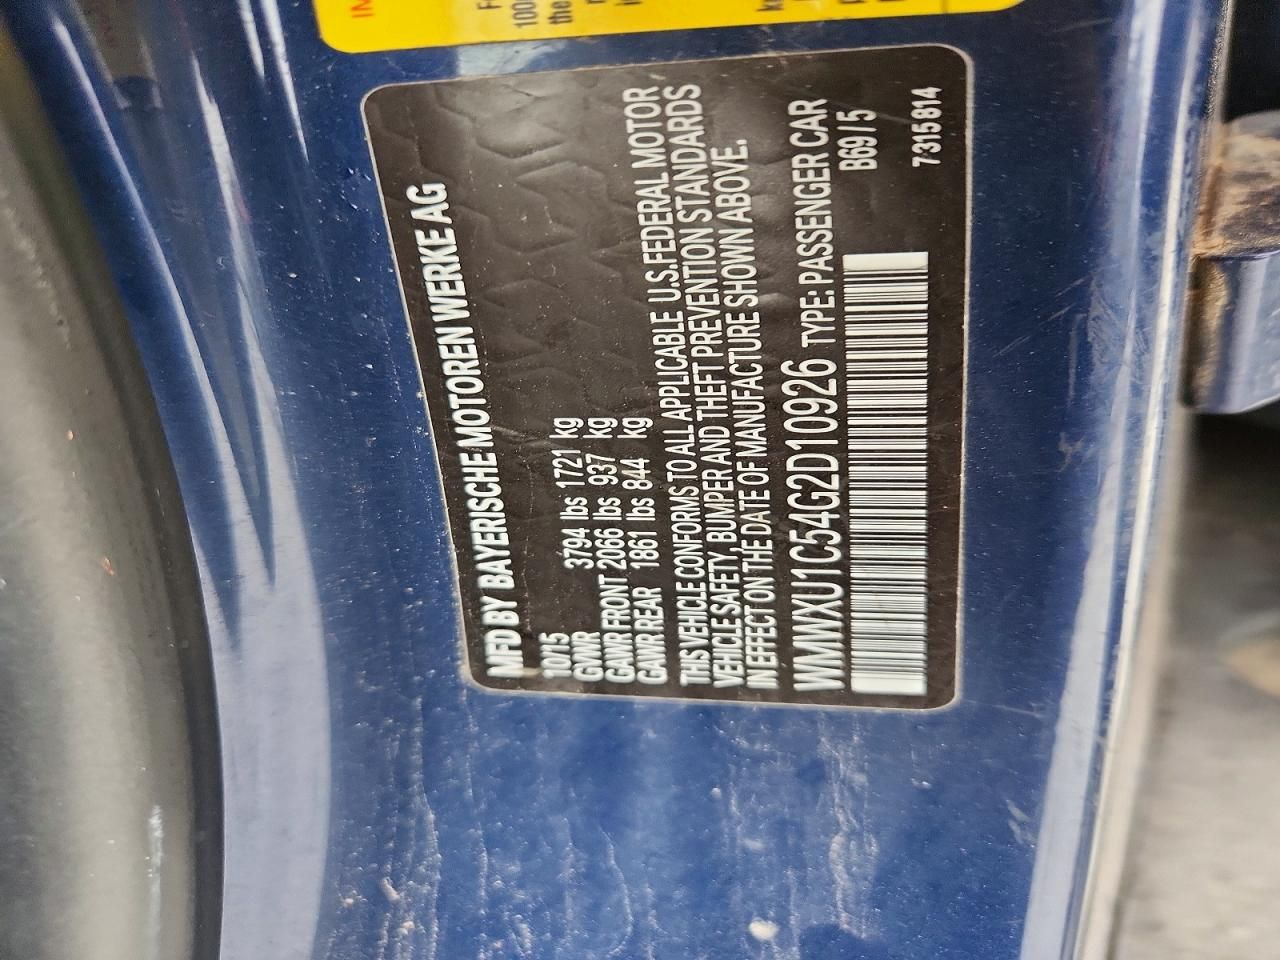 MFD BY BAYERISCHE MOTOREN WERKE AG
10/15
GVWR 3794 lbs 1721 kg
GAWR FRONT 2066 lbs 937 kg
GAWR REAR 1861 lbs 844 kg
THIS VEHICLE CONFORMS TO ALL APPLICABLE U.S.FEDERAL MOTOR
VEHICLE SAFETY, BUMPER AND THEFT PREVENTION STANDARDS
IN EFFECT ON THE DATE OF MANUFACTURE SHOWN ABOVE.
WMWXU1C54G2D10926 TYPE: PASSENGER CAR
B69/5
7315814